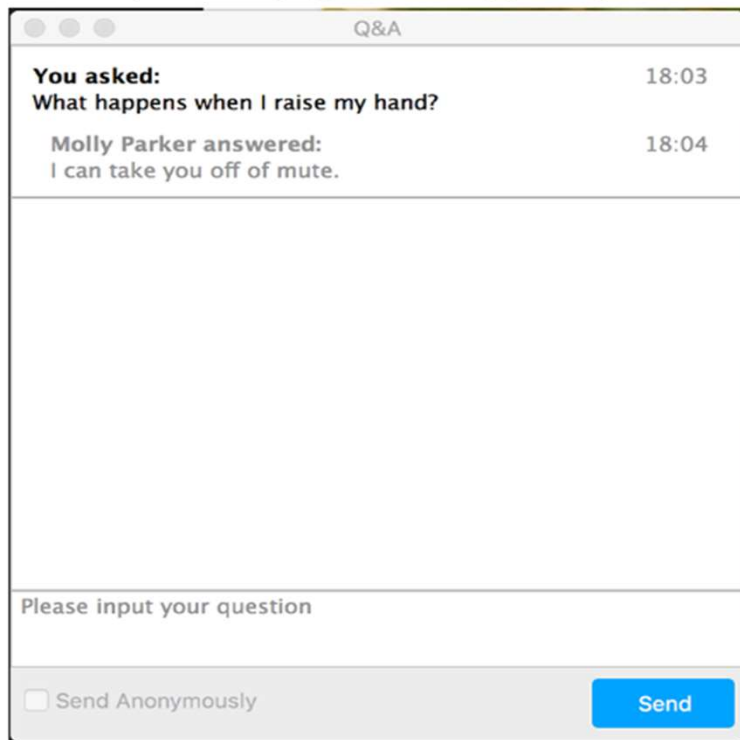 Q&A
You asked: 18:03
What happens when I raise my hand?
Molly Parker answered: 18:04
I can take you off of mute.
Please input your question
Send Anonymously
Send